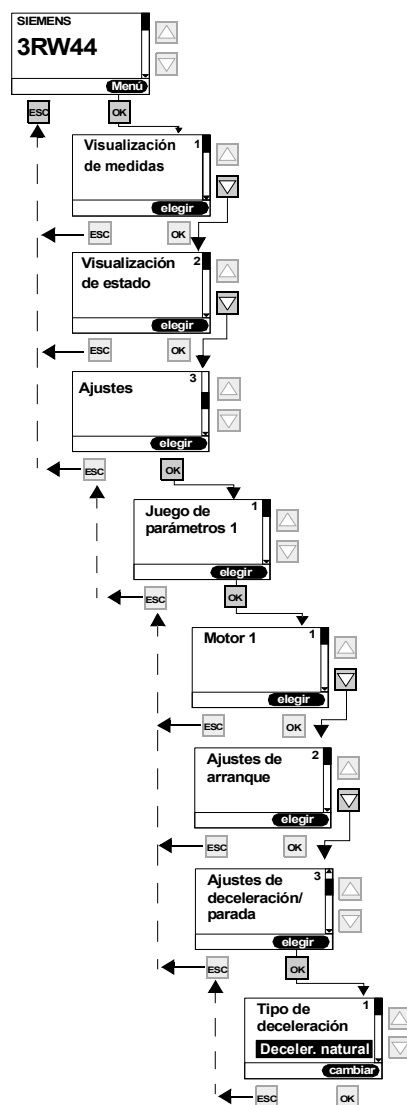 SIEMENS
3RW44
Menú
ESC
OK
Visualización
de medidas
1
elegir
ESC
OK
Visualización
de estado
2
elegir
ESC
OK
Ajustes
3
elegir
ESC
OK
Juego de
parámetros 1
1
elegir
ESC
OK
Motor 1
1
elegir
ESC
OK
Ajustes de
arranque
2
elegir
ESC
OK
Ajustes de
deceleración/
parada
3
elegir
ESC
OK
Tipo de
deceleración
1
Deceler. natural
cambiar
ESC
OK